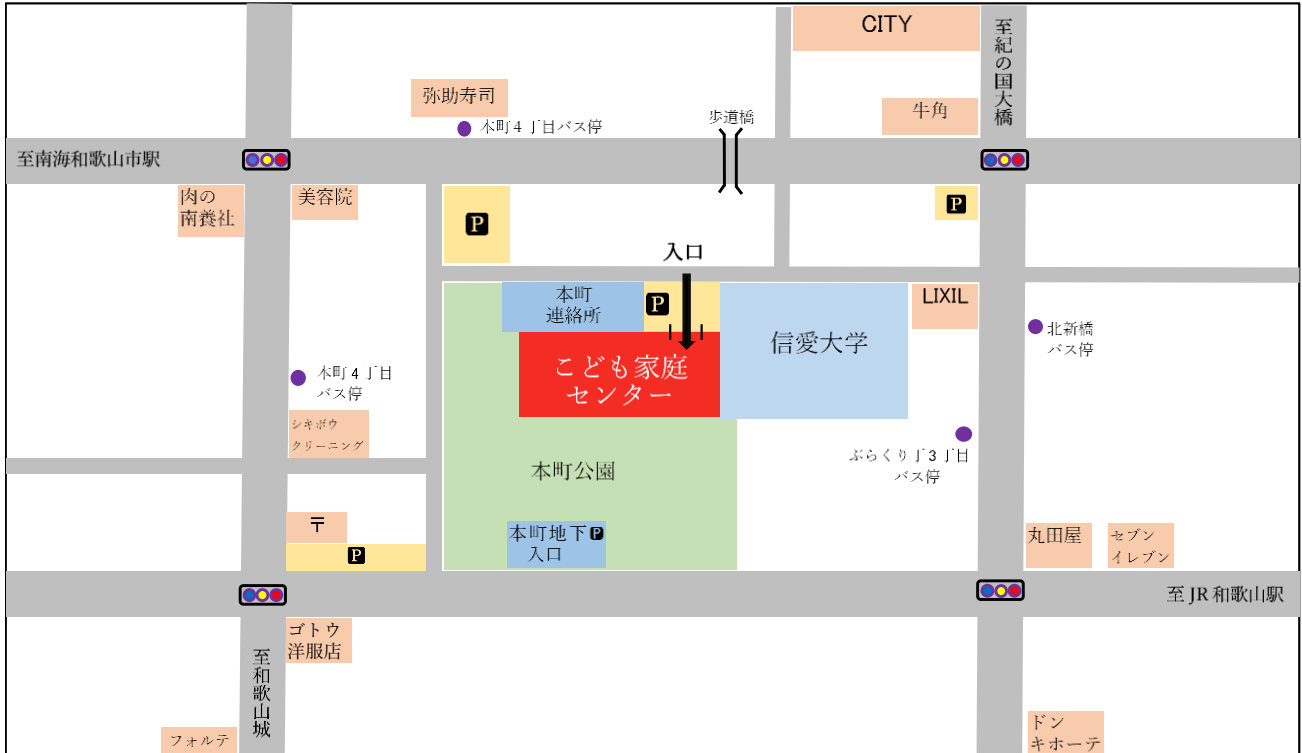 CITY
至紀の国大橋
弥助寿司
牛角
本町4丁目バス停
歩道橋
至南海和歌山市駅
肉の
南養社
美容院
P
P
入口
本町
連絡所
P
LIXIL
こども家庭
センター
信愛大学
北新橋
バス停
本町4丁目
バス停
シキボウ
クリーニング
ぶらくり丁3丁目
バス停
本町公園
〒
P
本町地下P
入口
丸田屋
セブン
イレブン
至JR和歌山駅
ゴトウ
洋服店
至和歌山城
フォルテ
ドン
キホーテ